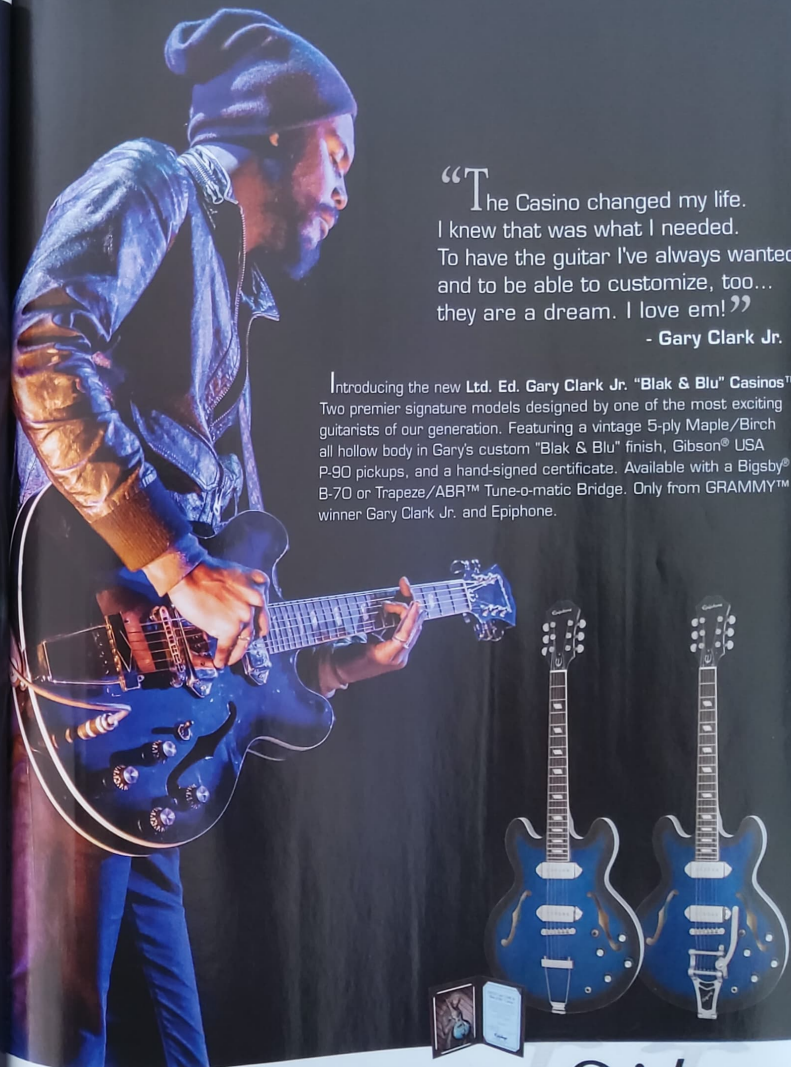 “The Casino changed my life.
I knew that was what I needed.
To have the guitar I've always wanted
and to be able to customize, too...
they are a dream. I love em!”
- Gary Clark Jr.
Introducing the new Ltd. Ed. Gary Clark Jr. “Blak & Blu” Casinos™
Two premier signature models designed by one of the most exciting
guitarists of our generation. Featuring a vintage 5-ply Maple/Birch
all hollow body in Gary's custom "Blak & Blu" finish, Gibson® USA
P-90 pickups, and a hand-signed certificate. Available with a Bigsby®
B-70 or Trapeze/ABR™ Tune-o-matic Bridge. Only from GRAMMY™
winner Gary Clark Jr. and Epiphone.
Epiphone
Epiphone